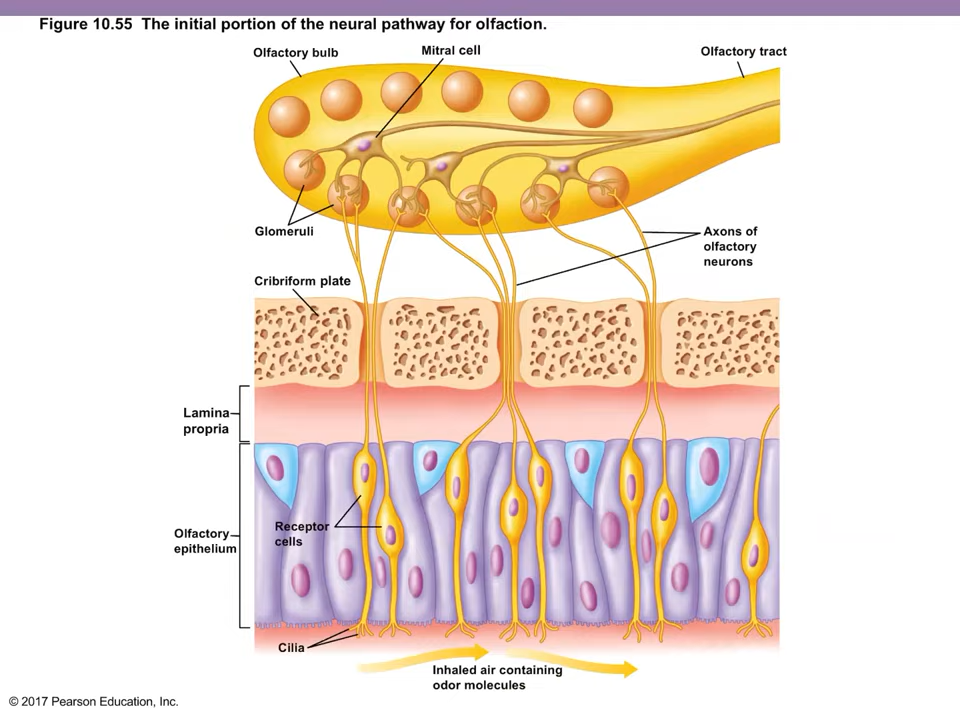 Figure 10.55 The initial portion of the neural pathway for olfaction.
Olfactory bulb
Mitral cell
Olfactory tract
Glomeruli
Axons of
olfactory
neurons
Cribriform plate
Lamina
propria
Receptor
cells
Olfactory
epithelium
Cilia
Inhaled air containing
odor molecules
© 2017 Pearson Education, Inc.